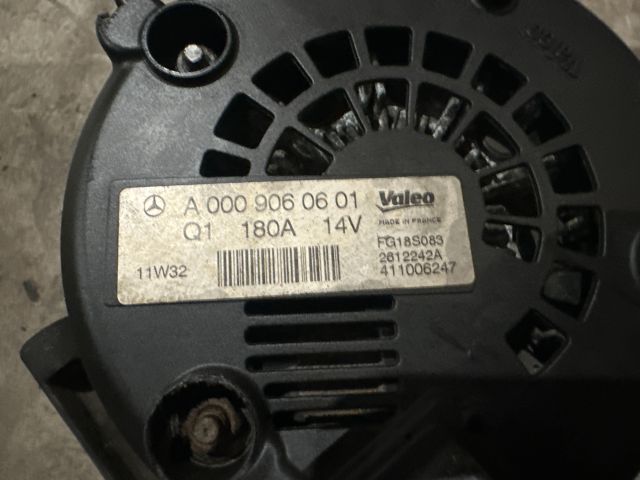 A 000 906 06 01
Q1 180A 14V
11W32
Valeo
MADE IN FRANCE
FG18S083
2612242A
411006247